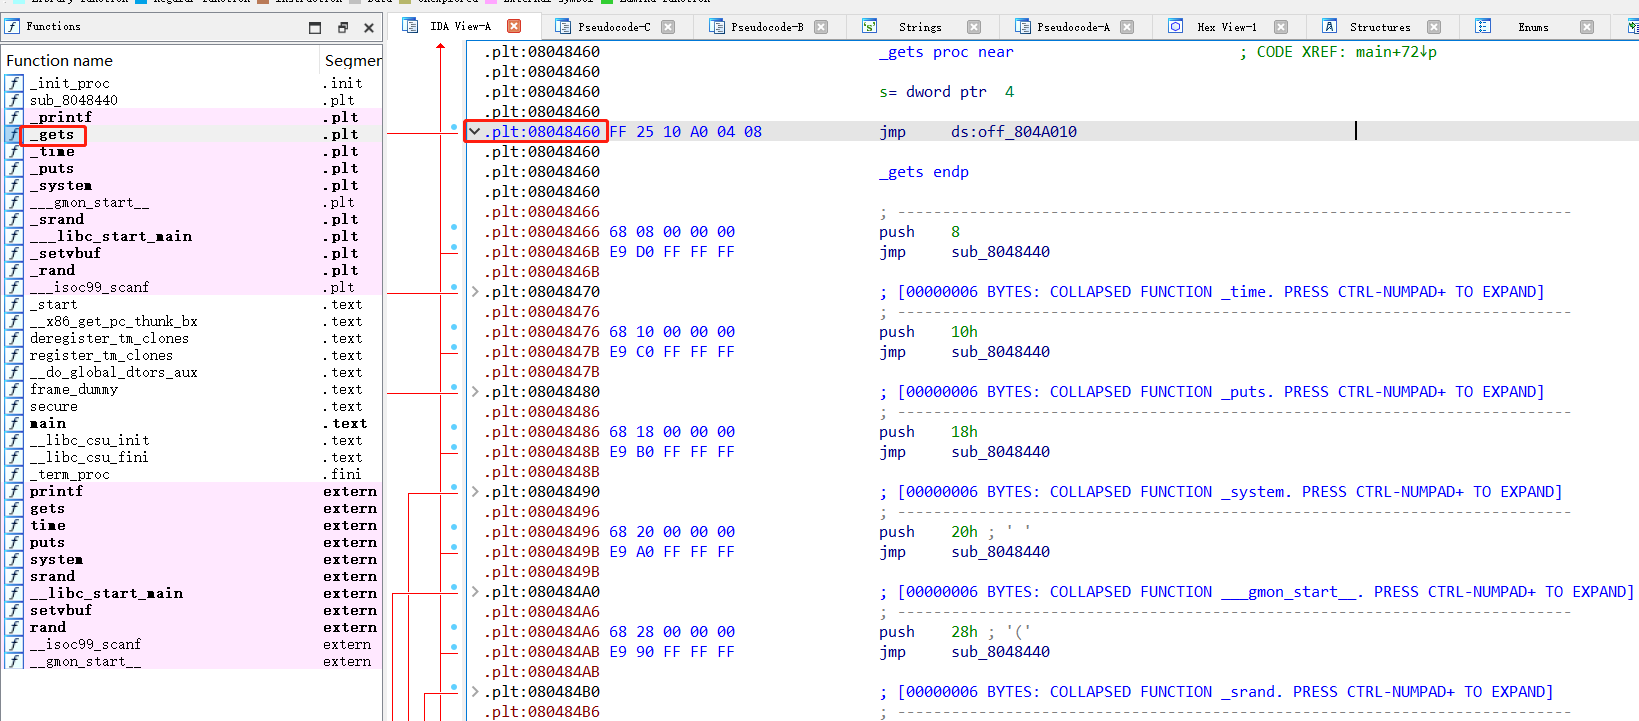 Library function Regular function Instruction Data Unexplored External symbol Lumina function
Functions
IDA View-A Pseudocode-C Pseudocode-B Strings Pseudocode-A Hex View-1 Structures Enums
Function name Segmer
_init_proc .init
sub_8048440 .plt
_printf .plt
_gets .plt
_time .plt
_puts .plt
_system .plt
___gmon_start__ .plt
_srand .plt
___libc_start_main .plt
_setvbuf .plt
_rand .plt
___isoc99_scanf .plt
_start .text
__x86_get_pc_thunk_bx .text
deregister_tm_clones .text
register_tm_clones .text
__do_global_dtors_aux .text
frame_dummy .text
secure .text
main .text
__libc_csu_init .text
__libc_csu_fini .text
_term_proc .fini
printf extern
gets extern
time extern
puts extern
system extern
srand extern
__libc_start_main extern
setvbuf extern
rand extern
__isoc99_scanf extern
__gmon_start__ extern
.plt:08048460 _gets proc near ; CODE XREF: main+72↓p
.plt:08048460
.plt:08048460 s= dword ptr 4
.plt:08048460
.plt:08048460 FF 25 10 A0 04 08 jmp ds:off_804A010
.plt:08048460
.plt:08048460 _gets endp
.plt:08048460
.plt:08048466 ; ---------------------------------------------------------------------------
.plt:08048466 68 08 00 00 00 push 8
.plt:0804846B E9 D0 FF FF FF jmp sub_8048440
.plt:0804846B
.plt:08048470 ; [00000006 BYTES: COLLAPSED FUNCTION _time. PRESS CTRL-NUMPAD+ TO EXPAND]
.plt:08048476 ; ---------------------------------------------------------------------------
.plt:08048476 68 10 00 00 00 push 10h
.plt:0804847B E9 C0 FF FF FF jmp sub_8048440
.plt:0804847B
.plt:08048480 ; [00000006 BYTES: COLLAPSED FUNCTION _puts. PRESS CTRL-NUMPAD+ TO EXPAND]
.plt:08048486 ; ---------------------------------------------------------------------------
.plt:08048486 68 18 00 00 00 push 18h
.plt:0804848B E9 B0 FF FF FF jmp sub_8048440
.plt:0804848B
.plt:08048490 ; [00000006 BYTES: COLLAPSED FUNCTION _system. PRESS CTRL-NUMPAD+ TO EXPAND]
.plt:08048496 ; ---------------------------------------------------------------------------
.plt:08048496 68 20 00 00 00 push 20h ; ' '
.plt:0804849B E9 A0 FF FF FF jmp sub_8048440
.plt:0804849B
.plt:080484A0 ; [00000006 BYTES: COLLAPSED FUNCTION ___gmon_start__. PRESS CTRL-NUMPAD+ TO EXPAND]
.plt:080484A6 ; ---------------------------------------------------------------------------
.plt:080484A6 68 28 00 00 00 push 28h ; '('
.plt:080484AB E9 90 FF FF FF jmp sub_8048440
.plt:080484AB
.plt:080484B0 ; [00000006 BYTES: COLLAPSED FUNCTION _srand. PRESS CTRL-NUMPAD+ TO EXPAND]
.plt:080484B6 ; ---------------------------------------------------------------------------